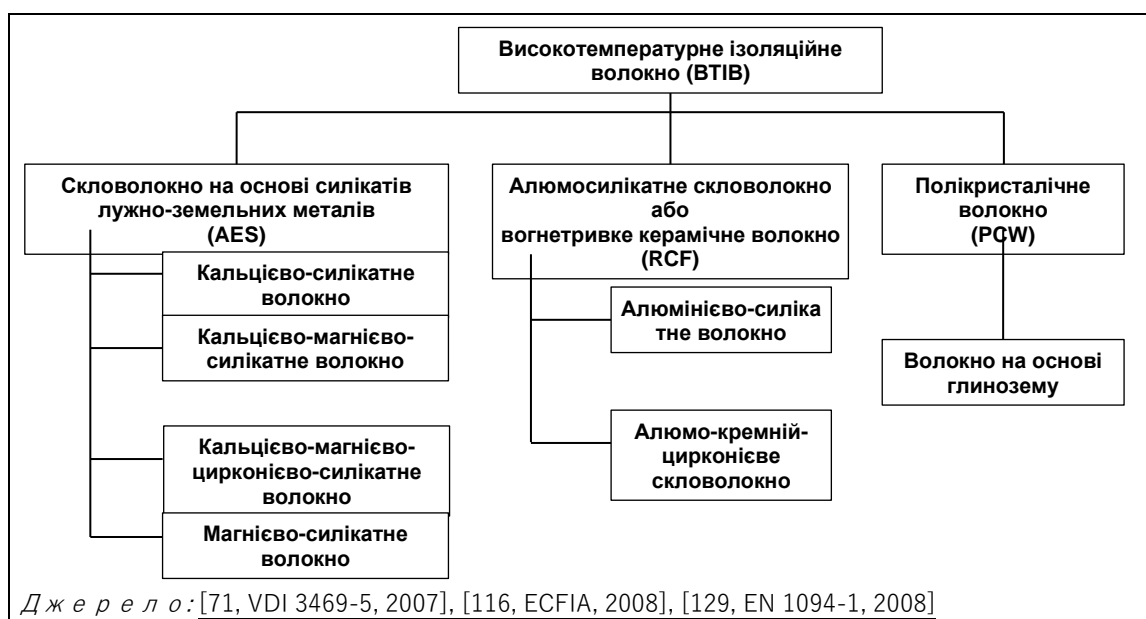 Високотемпературне ізоляційне
волокно (ВТІВ)
Скловолокно на основі силікатів
лужно-земельних металів
(AES)
Кальцієво-силікатне
волокно
Кальцієво-магнієво-
силікатне волокно
Кальцієво-магнієво-
цирконієво-силікатне
волокно
Магнієво-силікатне
волокно
Алюмосилікатне скловолокно
або
вогнетривке керамічне волокно
(RCF)
Алюмінієво-силіка
тне волокно
Алюмо-кремній-
цирконієве
скловолокно
Полікристалічне
волокно
(PCW)
Волокно на основі
глинозему
Джерело: [71, VDI 3469-5, 2007], [116, ECFIA, 2008], [129, EN 1094-1, 2008]